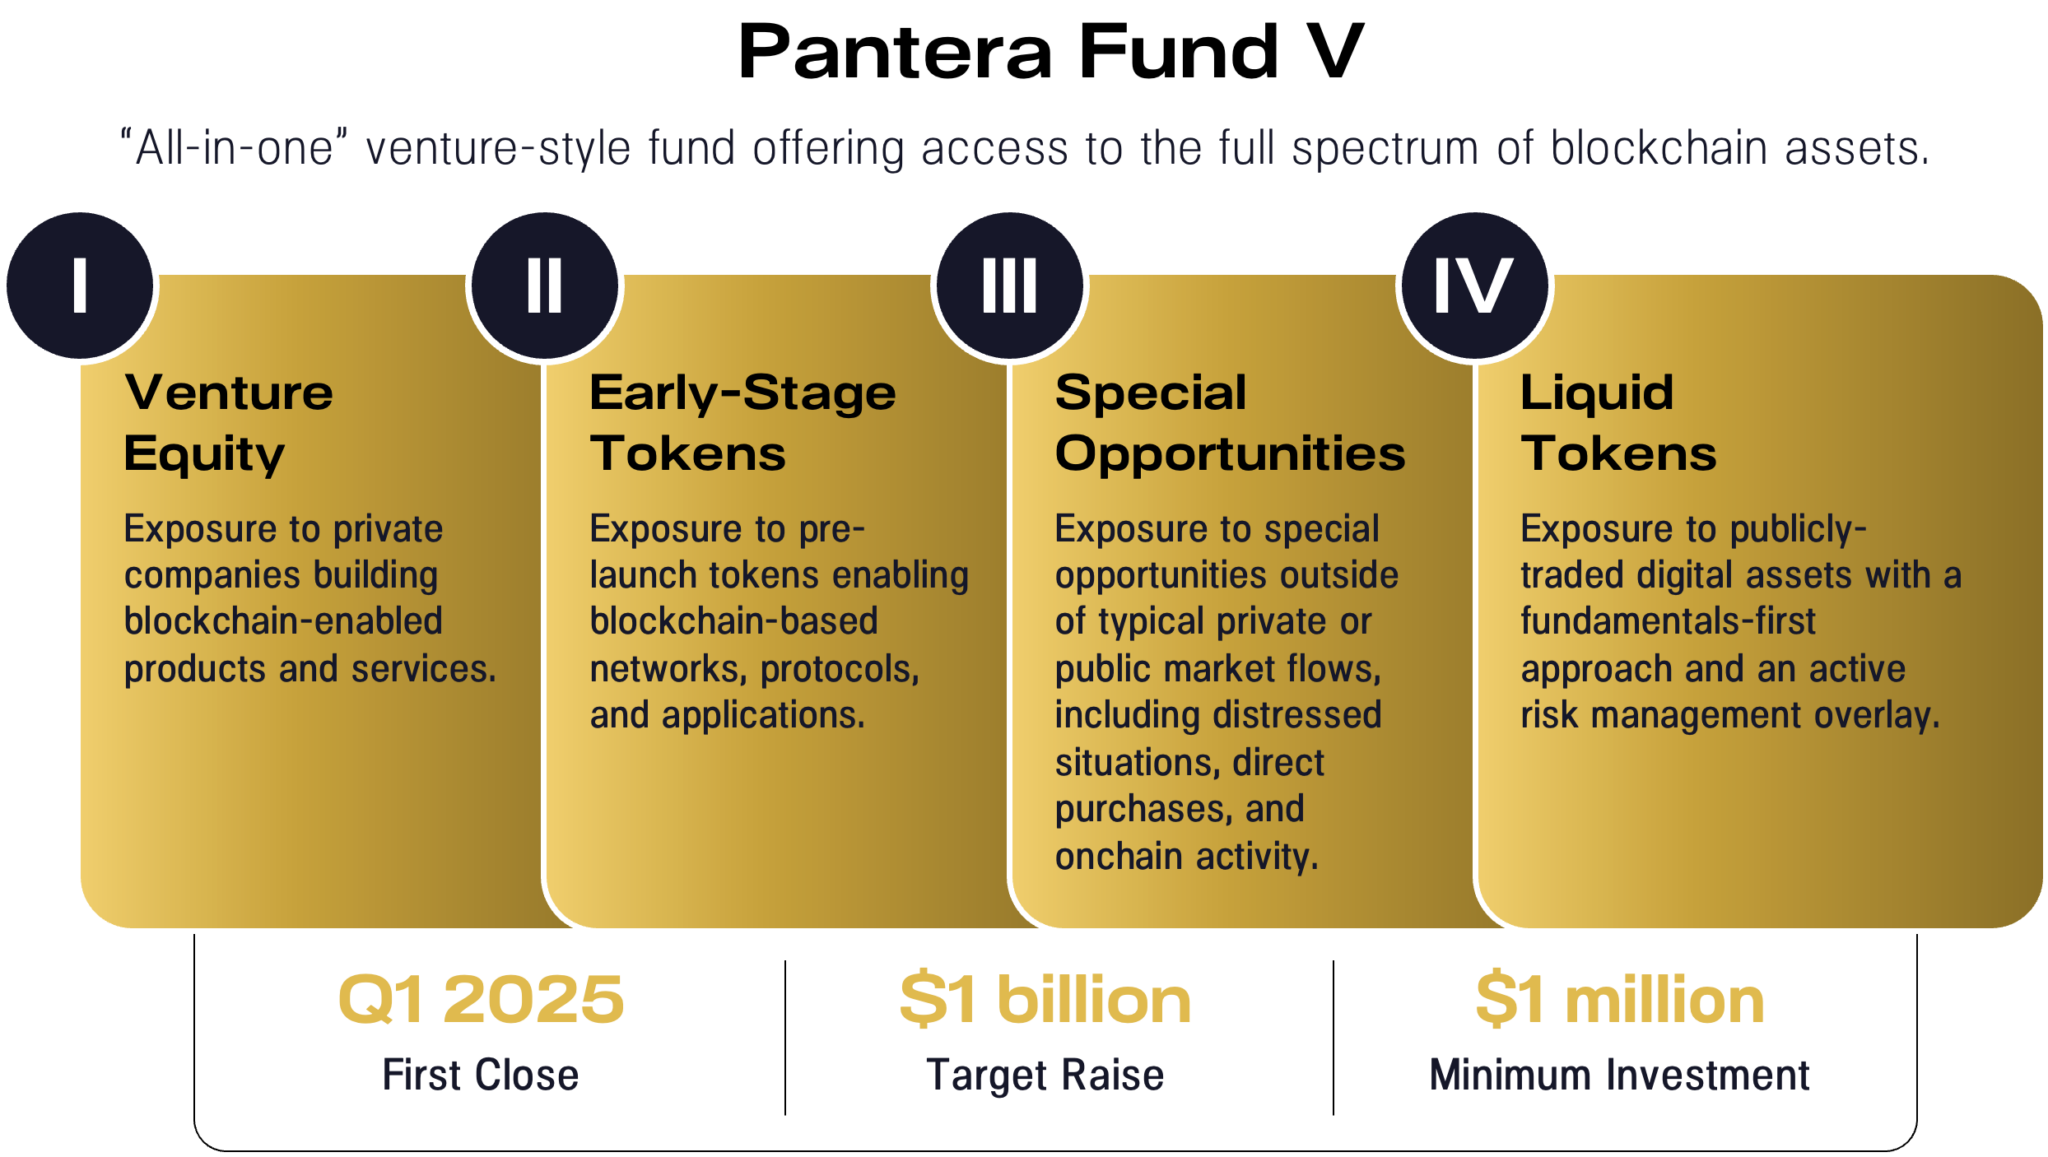 Pantera Fund V
“All-in-one” venture-style fund offering access to the full spectrum of blockchain assets.
I
Venture
Equity
Exposure to private
companies building
blockchain-enabled
products and services.
II
Early-Stage
Tokens
Exposure to pre-
launch tokens enabling
blockchain-based
networks, protocols,
and applications.
III
Special
Opportunities
Exposure to special
opportunities outside
of typical private or
public market flows,
including distressed
situations, direct
purchases, and
onchain activity.
IV
Liquid
Tokens
Exposure to publicly-
traded digital assets with a
fundamentals-first
approach and an active
risk management overlay.
Q1 2025
First Close
$1 billion
Target Raise
$1 million
Minimum Investment